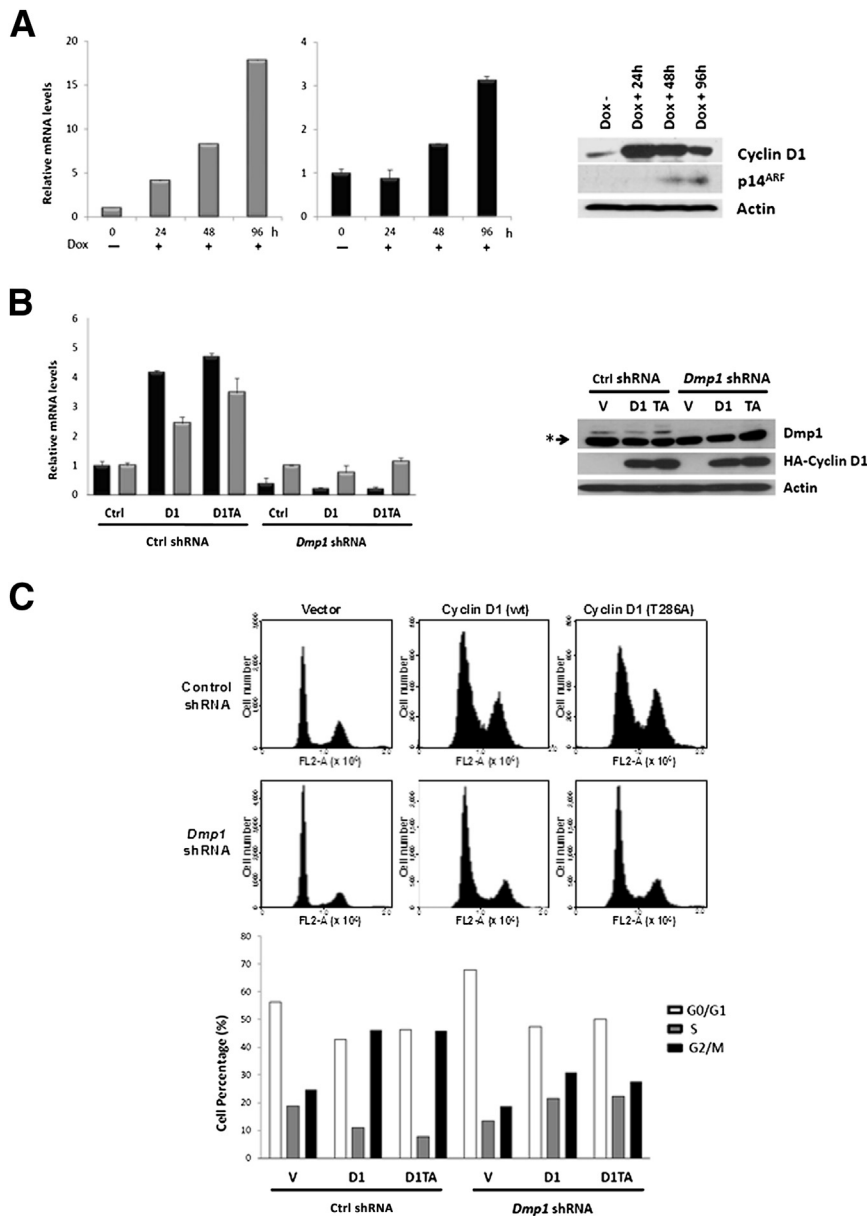 A
Relative mRNA levels
20
15
10
5
0
0 24 48 96 h
Dox — + + +
4
3
2
1
0
0 24 48 96 h
— + + +
Dox -
Dox + 24h
Dox + 48h
Dox + 96h
Cyclin D1
p14ARF
Actin
B
Relative mRNA levels
6
5
4
3
2
1
0
Ctrl D1 D1TA Ctrl D1 D1TA
Ctrl shRNA Dmp1 shRNA
Ctrl shRNA Dmp1 shRNA
V D1 TA V D1 TA
* Dmp1
HA-Cyclin D1
Actin
C
Vector Cyclin D1 (wt) Cyclin D1 (T286A)
Control shRNA
Cell number Cell number Cell number
FL2-A (x 10⁶) FL2-A (x 10⁶) FL2-A (x 10⁶)
Dmp1 shRNA
Cell number Cell number Cell number
FL2-A (x 10⁶) FL2-A (x 10⁶) FL2-A (x 10⁶)
Cell Percentage (%)
80
70
60
50
40
30
20
10
0
G0/G1
S
G2/M
V D1 D1TA V D1 D1TA
Ctrl shRNA Dmp1 shRNA